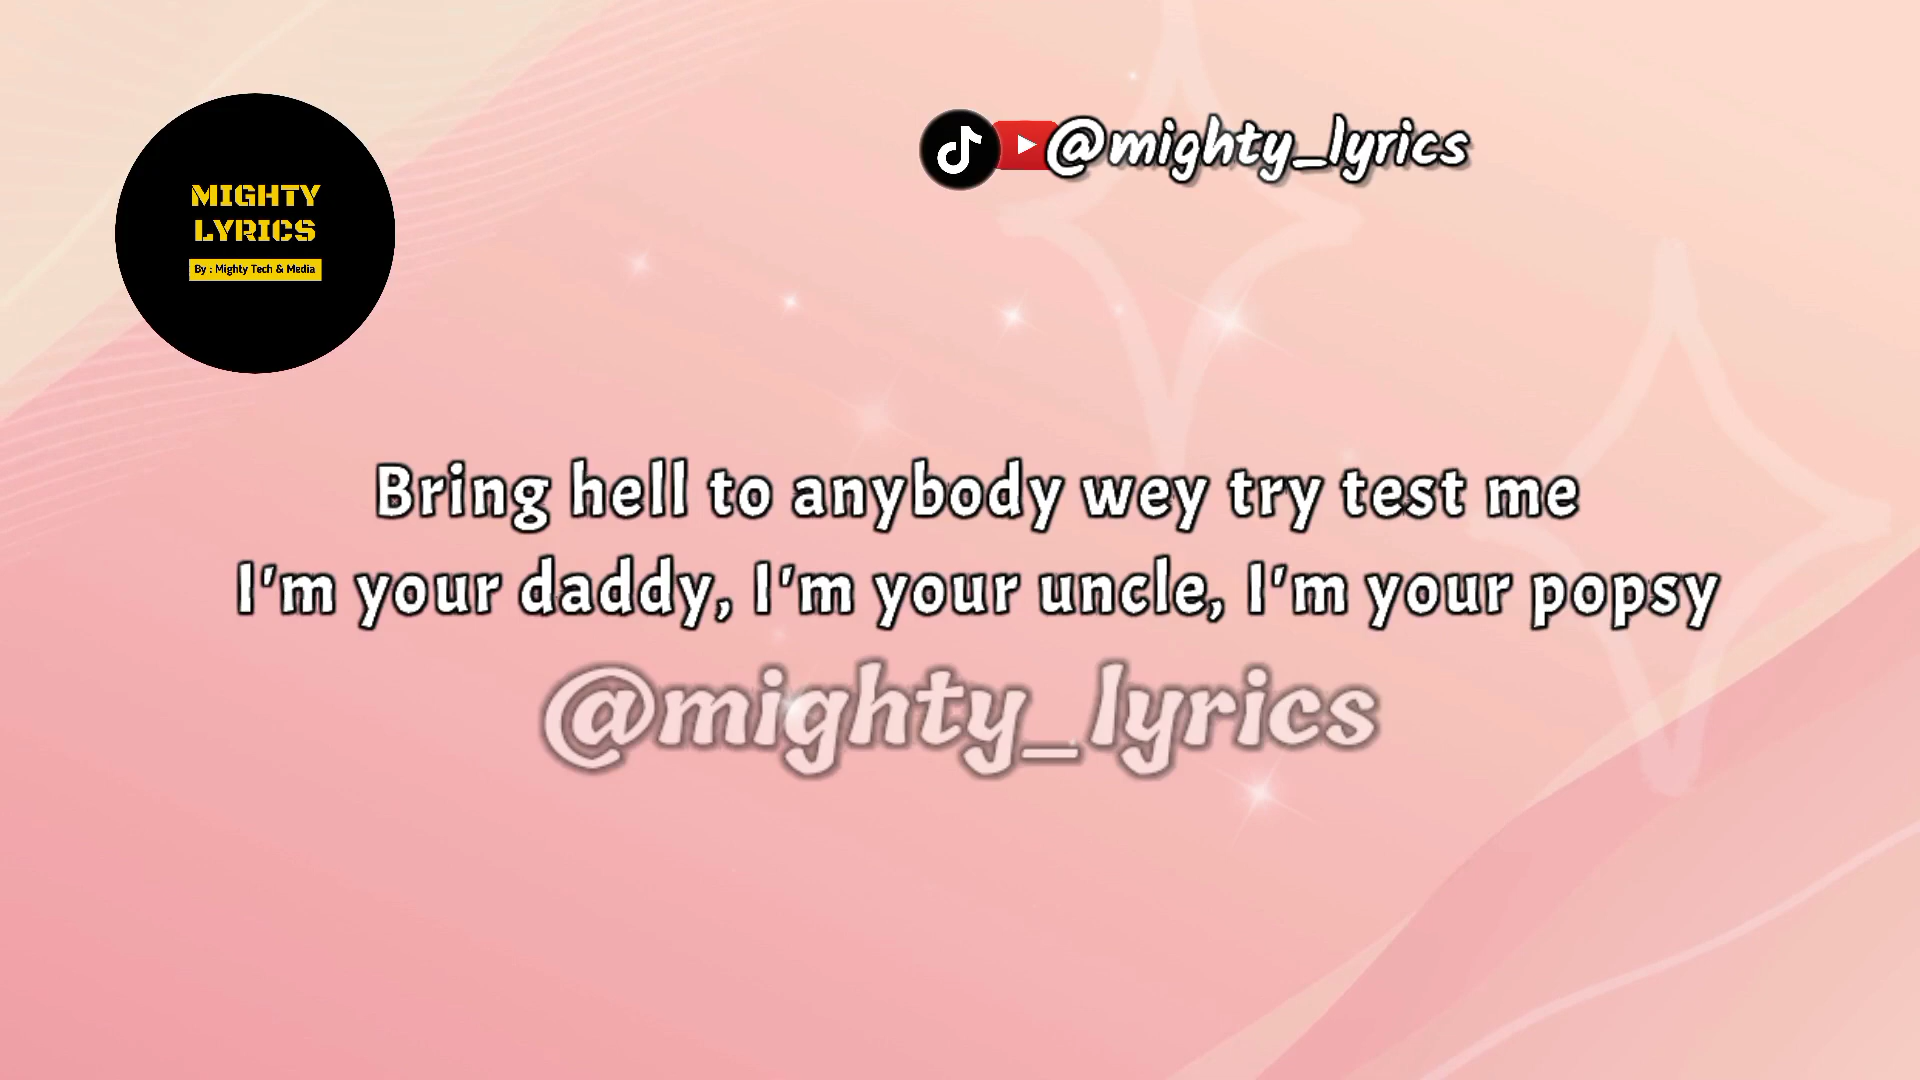 MIGHTY
LYRICS
By : Mighty Tech & Media
@mighty_lyrics
Bring hell to anybody wey try test me
I'm your daddy, I'm your uncle, I'm your popsy
@mighty_lyrics